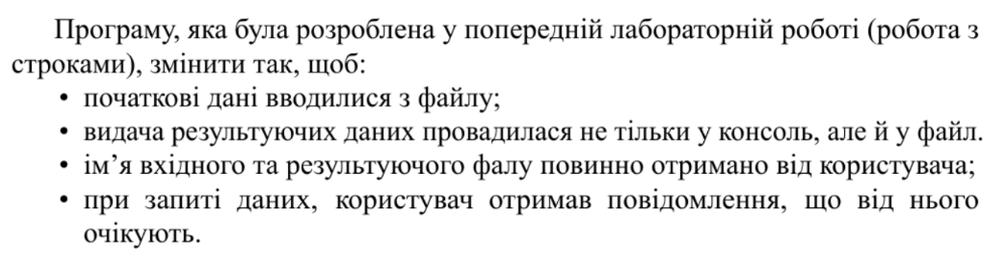 Програму, яка була розроблена у попередній лабораторній роботі (робота з
строками), змінити так, щоб:
• початкові дані вводилися з файлу;
• видача результуючих даних провадилася не тільки у консоль, але й у файл.
• ім’я вхідного та результуючого фалу повинно отримано від користувача;
• при запиті даних, користувач отримав повідомлення, що від нього
очікують.